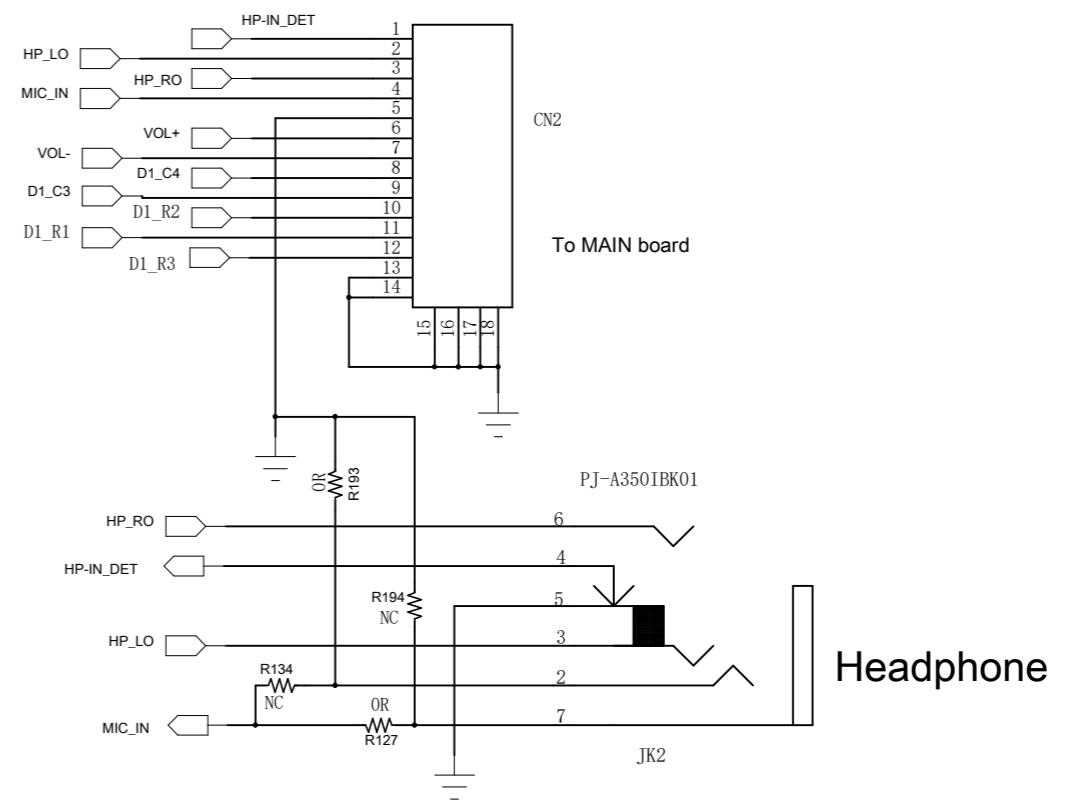 HP-IN_DET
1
HP_LO
2
HP_RO
3
MIC_IN
4
5
CN2
VOL+
6
VOL-
7
D1_C4
8
D1_C3
9
D1_R2
10
D1_R1
11
To MAIN board
D1_R3
12
13
14
15
16
17
18
0R
R193
PJ-A350IBK01
HP_RO
6
HP-IN_DET
4
R194
NC
5
HP_LO
3
Headphone
R134
NC
2
0R
R127
MIC_IN
7
JK2